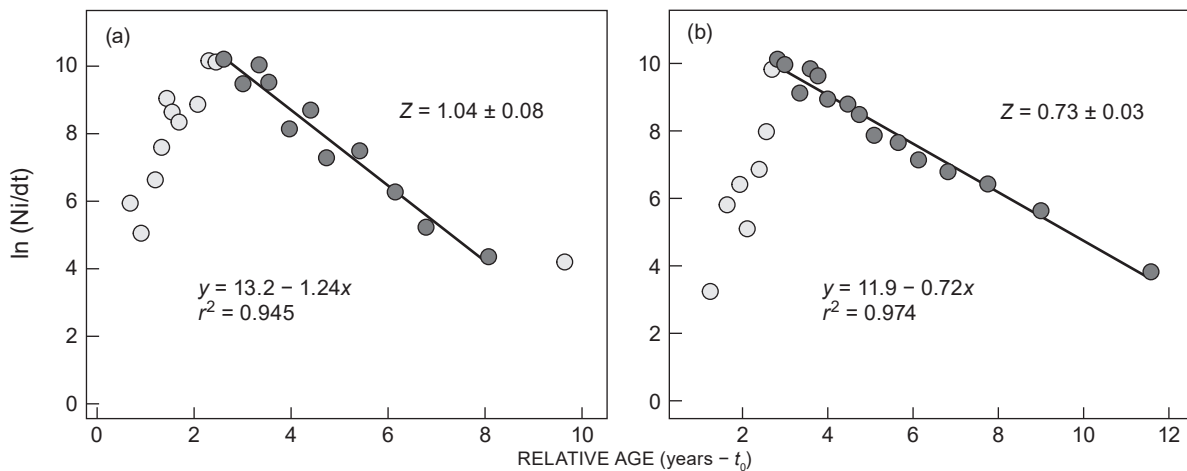 (a)
Z = 1.04 ± 0.08
y = 13.2 − 1.24x
r² = 0.945
10
8
6
4
2
0
0
2
4
6
8
10
ln (Ni/dt)
(b)
Z = 0.73 ± 0.03
y = 11.9 − 0.72x
r² = 0.974
10
8
6
4
2
0
2
4
6
8
10
12
RELATIVE AGE (years − t₀)